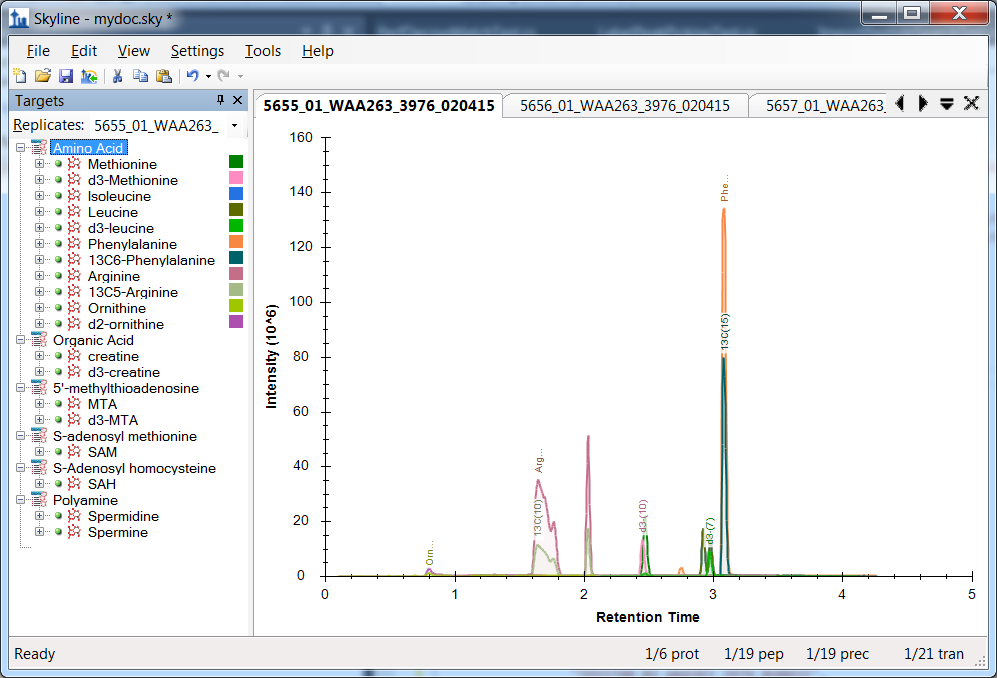 Skyline - mydoc.sky *
File Edit View Settings Tools Help
Targets
Replicates: 5655_01_WAA263_
Amino Acid
Methionine
d3-Methionine
Isoleucine
Leucine
d3-leucine
Phenylalanine
13C6-Phenylalanine
Arginine
13C5-Arginine
Ornithine
d2-ornithine
Organic Acid
creatine
d3-creatine
5'-methylthioadenosine
MTA
d3-MTA
S-adenosyl methionine
SAM
S-Adenosyl homocysteine
SAH
Polyamine
Spermidine
Spermine
5655_01_WAA263_3976_020415 5656_01_WAA263_3976_020415 5657_01_WAA263_
160
140
120
100
80
60
40
20
0
Intensity (10^6)
Orn...
Arg...
13C(10)
d3-(10)
d3-(7)
Phe...
13C(15)
0 1 2 3 4 5
Retention Time
Ready 1/6 prot 1/19 pep 1/19 prec 1/21 tran